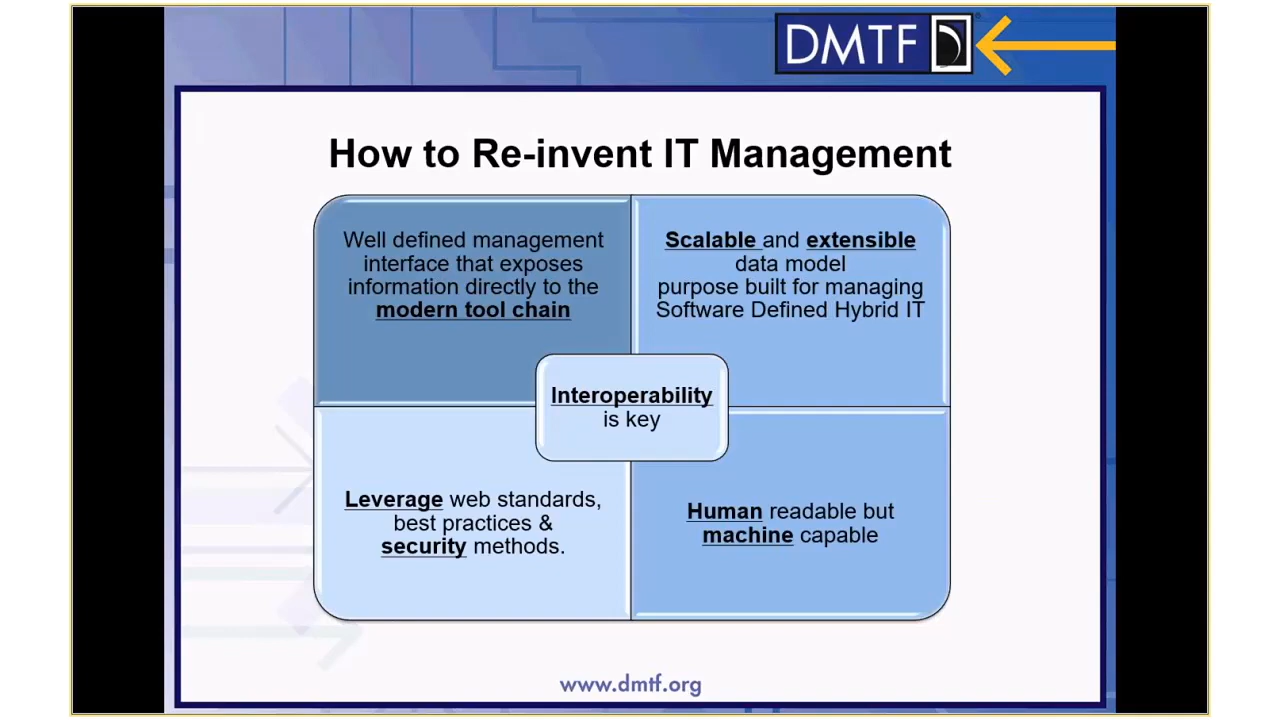 DMTF
How to Re-invent IT Management
Well defined management
interface that exposes
information directly to the
modern tool chain
Scalable and extensible
data model
purpose built for managing
Software Defined Hybrid IT
Interoperability
is key
Leverage web standards,
best practices &
security methods.
Human readable but
machine capable
www.dmtf.org